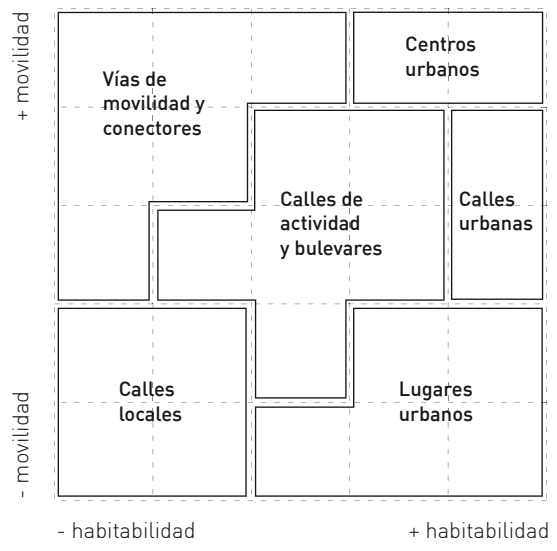 + movilidad
Centros
urbanos
Vías de
movilidad y
conectores
Calles de
actividad
y bulevares
Calles
urbanas
Calles
locales
Lugares
urbanos
- movilidad
- habitabilidad
+ habitabilidad